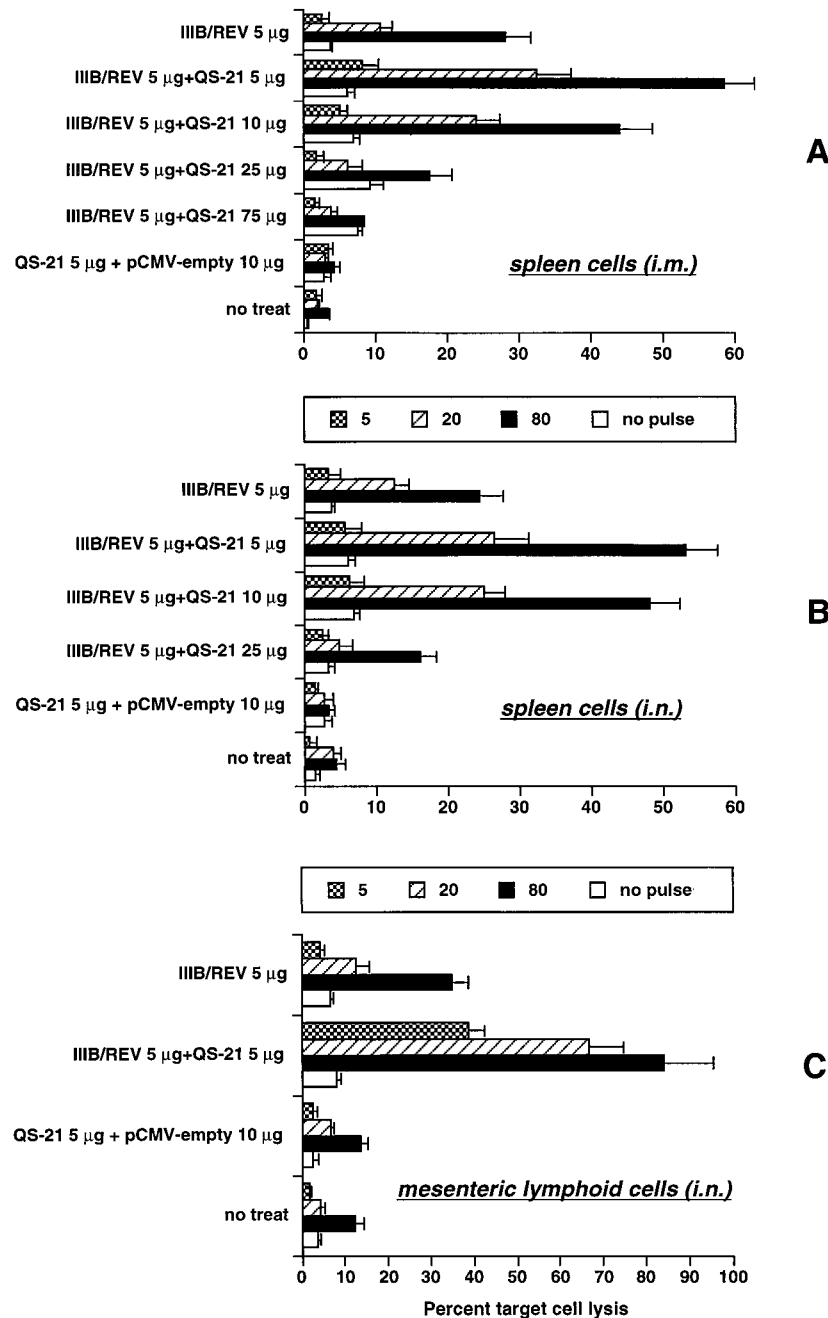 IIIB/REV 5 μg
IIIB/REV 5 μg+QS-21 5 μg
IIIB/REV 5 μg+QS-21 10 μg
IIIB/REV 5 μg+QS-21 25 μg
IIIB/REV 5 μg+QS-21 75 μg
QS-21 5 μg + pCMV-empty 10 μg
no treat
spleen cells (i.m.)
A
0 10 20 30 40 50 60
5 20 80 no pulse
IIIB/REV 5 μg
IIIB/REV 5 μg+QS-21 5 μg
IIIB/REV 5 μg+QS-21 10 μg
IIIB/REV 5 μg+QS-21 25 μg
QS-21 5 μg + pCMV-empty 10 μg
no treat
spleen cells (i.n.)
B
0 10 20 30 40 50 60
5 20 80 no pulse
IIIB/REV 5 μg
IIIB/REV 5 μg+QS-21 5 μg
QS-21 5 μg + pCMV-empty 10 μg
no treat
mesenteric lymphoid cells (i.n.)
C
0 10 20 30 40 50 60 70 80 90 100
Percent target cell lysis